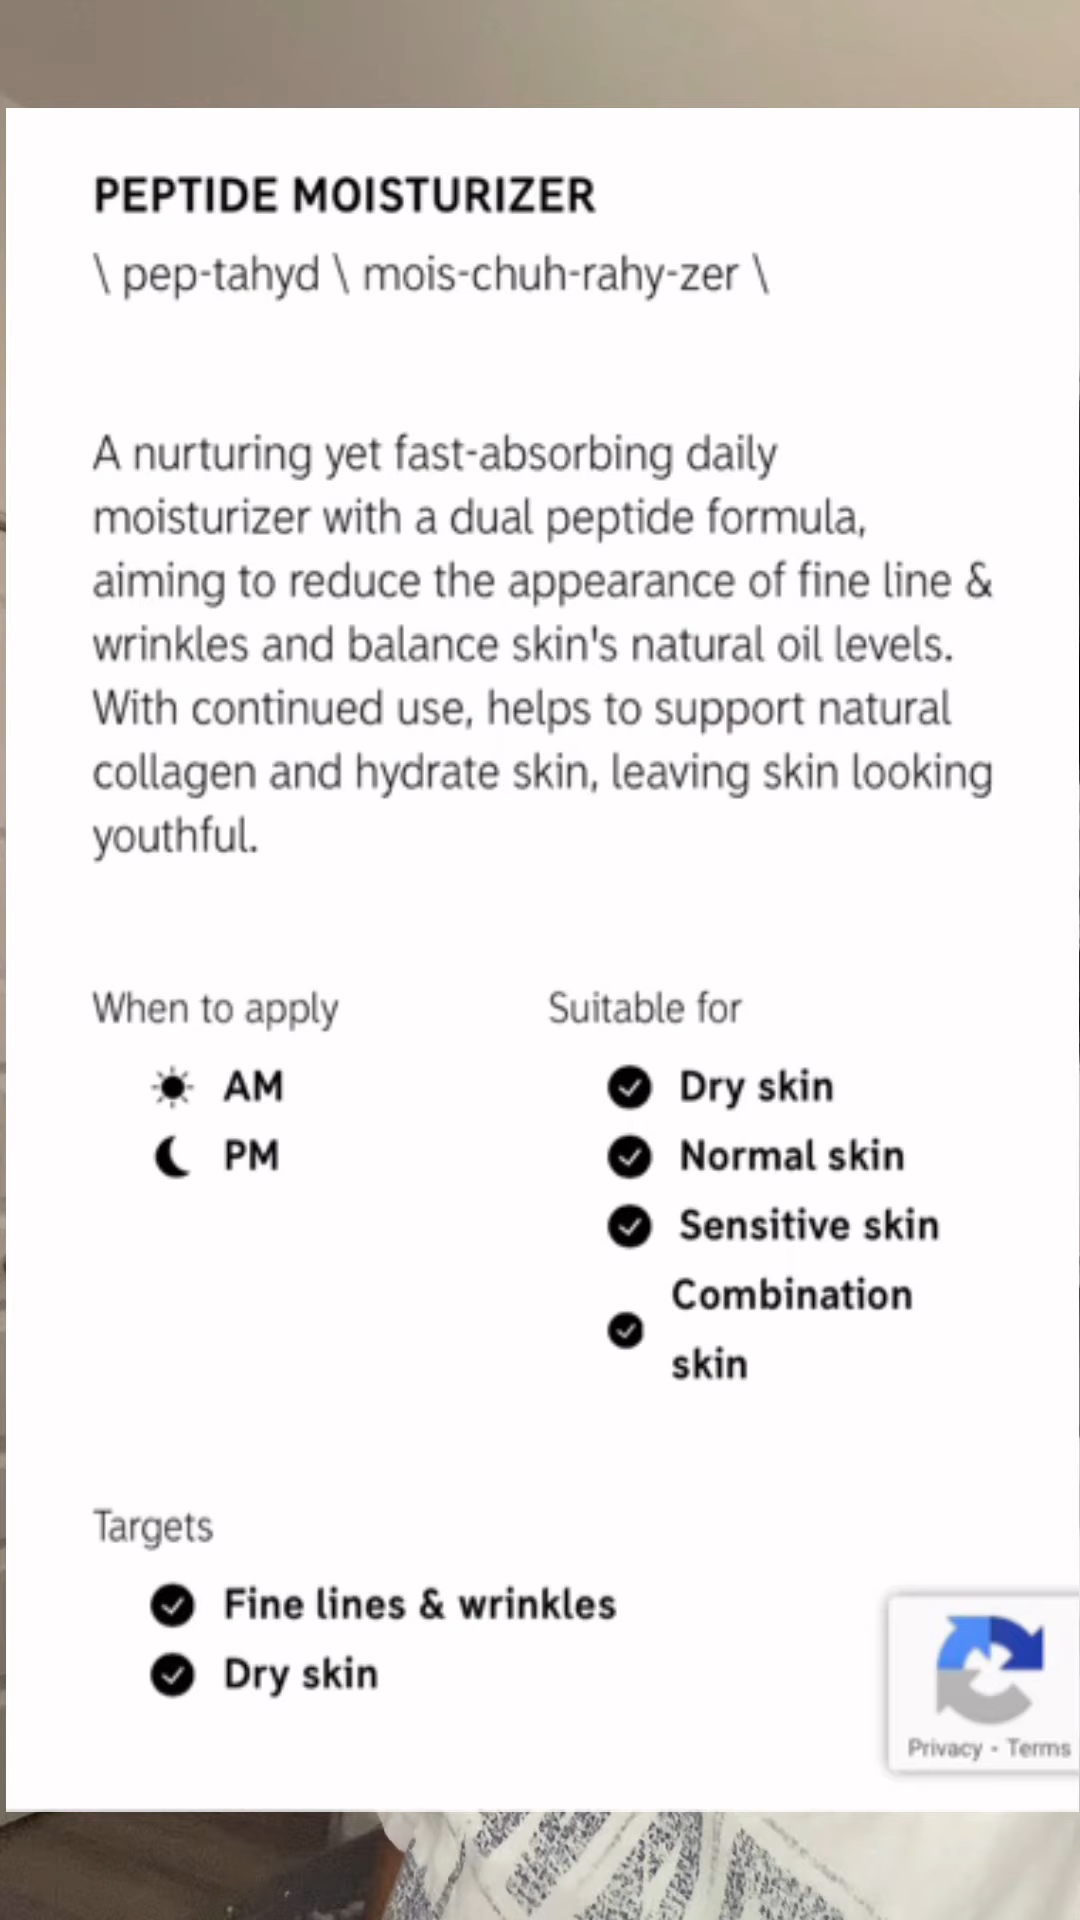 PEPTIDE MOISTURIZER
\ pep-tahyd \ mois-chuh-rahy-zer \
A nurturing yet fast-absorbing daily
moisturizer with a dual peptide formula,
aiming to reduce the appearance of fine line &
wrinkles and balance skin's natural oil levels.
With continued use, helps to support natural
collagen and hydrate skin, leaving skin looking
youthful.
When to apply
AM
PM
Suitable for
Dry skin
Normal skin
Sensitive skin
Combination
skin
Targets
Fine lines & wrinkles
Dry skin
Privacy - Terms